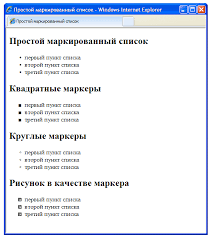 Простой маркированный список - Windows Internet Explorer
Простой маркированный список
Простой маркированный список
первый пункт списка
второй пункт списка
третий пункт списка
Квадратные маркеры
первый пункт списка
второй пункт списка
третий пункт списка
Круглые маркеры
первый пункт списка
второй пункт списка
третий пункт списка
Рисунок в качестве маркера
первый пункт списка
второй пункт списка
третий пункт списка